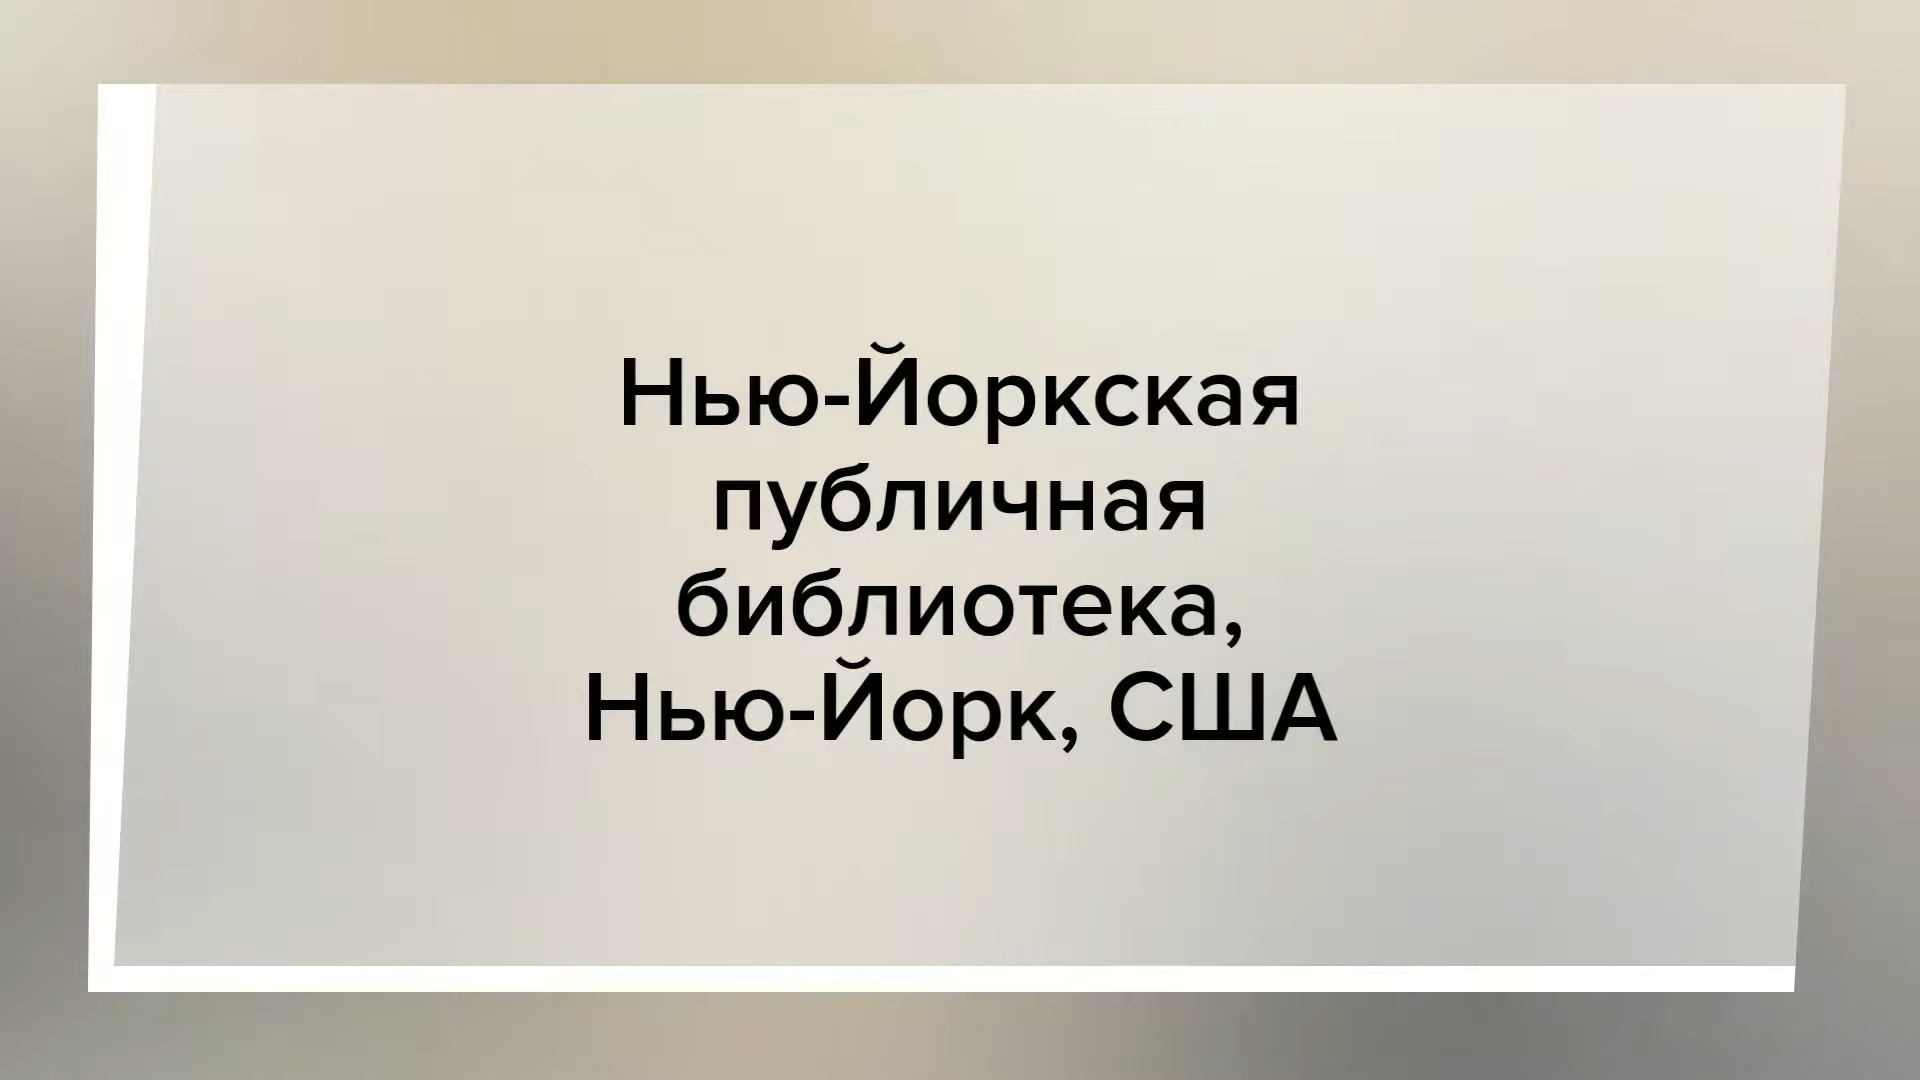 Нью-Йоркская
публичная
библиотека,
Нью-Йорк, США